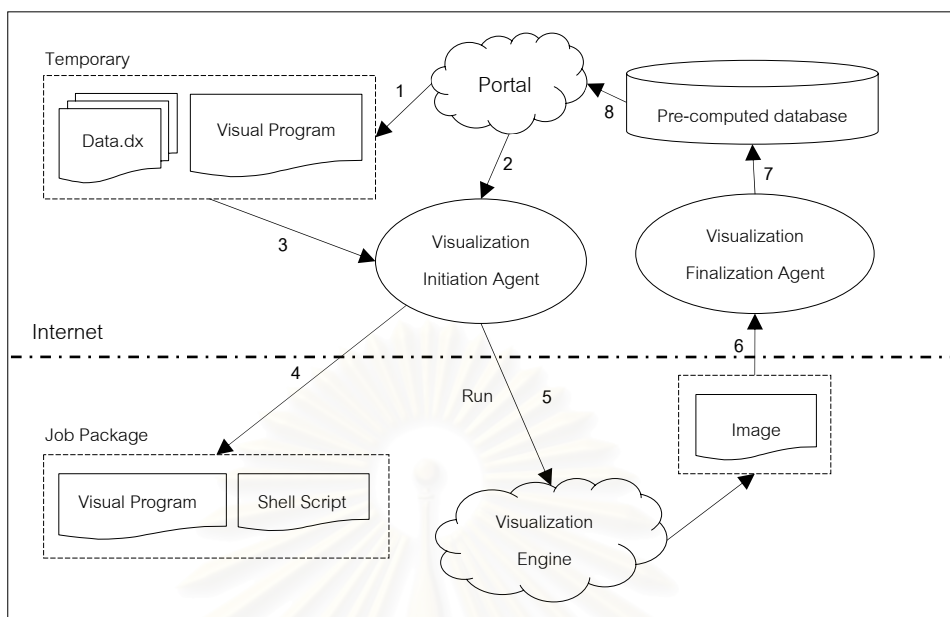 Temporary
Data.dx
Visual Program
1
Portal
2
8
Pre-computed database
7
3
Visualization
Initiation Agent
Visualization
Finalization Agent
Internet
4
Run
5
6
Job Package
Visual Program
Shell Script
Image
Visualization
Engine